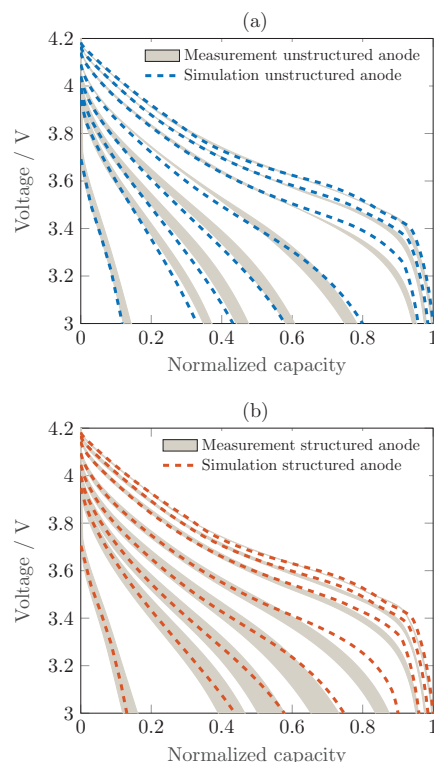 (a)
4.2
4
3.8
3.6
3.4
3.2
3
Voltage / V
Measurement unstructured anode
Simulation unstructured anode
0
0.2
0.4
0.6
0.8
1
Normalized capacity
(b)
4.2
4
3.8
3.6
3.4
3.2
3
Voltage / V
Measurement structured anode
Simulation structured anode
0
0.2
0.4
0.6
0.8
1
Normalized capacity